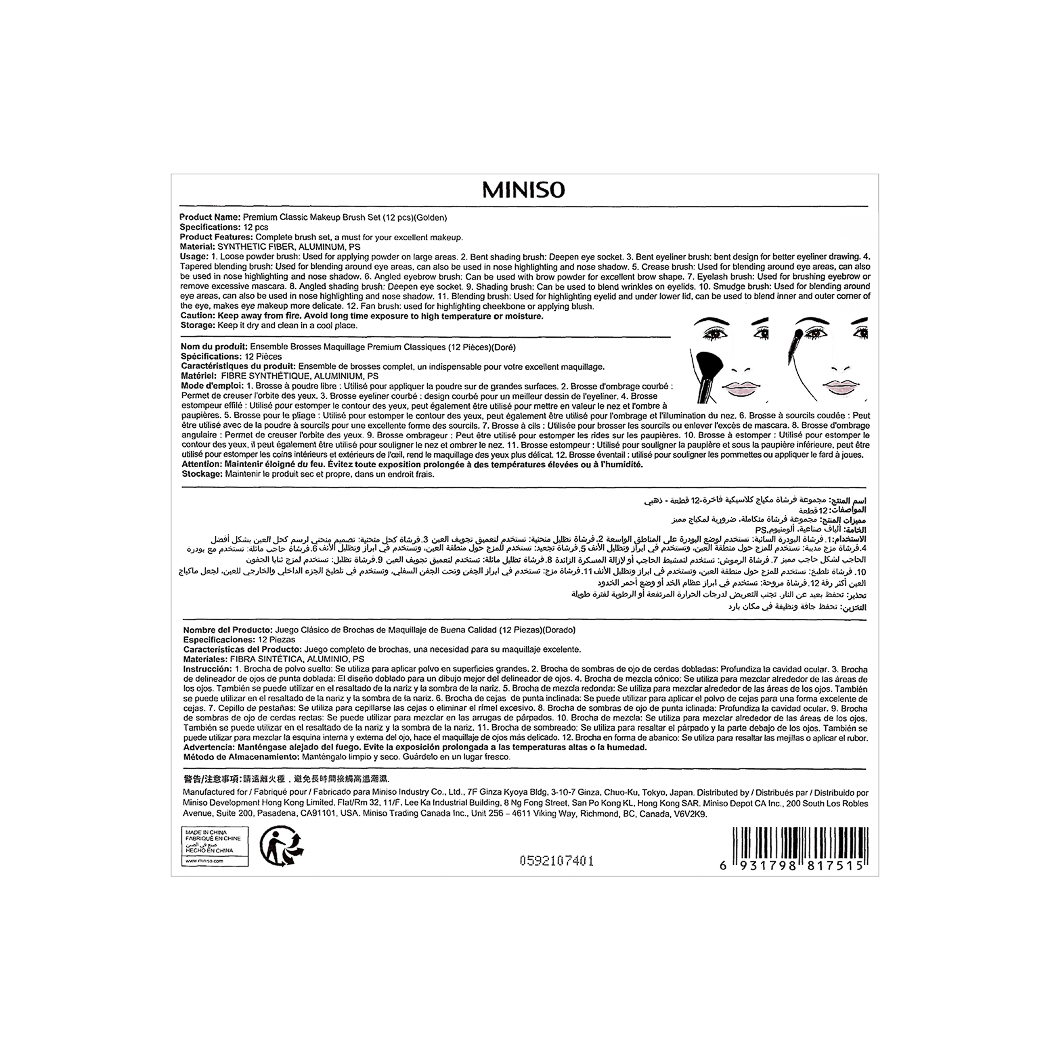 MINISO
Product Name: Premium Classic Makeup Brush Set (12 pcs)(Golden)
Specifications: 12 pcs
Product Features: Complete brush set, a must for your excellent makeup.
Material: SYNTHETIC FIBER, ALUMINUM, PS
Usage: 1. Loose powder brush: Used for applying powder on large areas. 2. Bent shading brush: Deepen eye socket. 3. Bent eyeliner brush: bent design for better eyeliner drawing. 4.
Tapered blending brush: Used for blending around eye areas, can also be used in nose highlighting and nose shadow. 5. Crease brush: Used for blending around eye areas, can also
be used in nose highlighting and nose shadow. 6. Angled eyebrow brush: Can be used with brow powder for excellent brow shape. 7. Eyelash brush: Used for brushing eyebrow or
remove excessive mascara. 8. Angled shading brush: Deepen eye socket. 9. Shading brush: Can be used to blend wrinkles on eyelids. 10. Smudge brush: Used for blending around
eye areas, can also be used in nose highlighting and nose shadow. 11. Blending brush: Used for highlighting eyelid and under lower lid, can be used to blend inner and outer corner of
the eye, makes eye makeup more delicate. 12. Fan brush: used for highlighting cheekbone or applying blush.
Caution: Keep away from fire. Avoid long time exposure to high temperature or moisture.
Storage: Keep it dry and clean in a cool place.
Nom du produit: Ensemble Brosses Maquillage Premium Classiques (12 Pièces)(Doré)
Spécifications: 12 Pièces
Caractéristiques du produit: Ensemble de brosses complet, un indispensable pour votre excellent maquillage.
Matériel: FIBRE SYNTHÉTIQUE, ALUMINIUM, PS
Mode d'emploi: 1. Brosse à poudre libre : Utilisé pour appliquer la poudre sur de grandes surfaces. 2. Brosse d'ombrage courbé :
Permet de creuser l'orbite des yeux. 3. Brosse eyeliner courbé : design courbé pour un meilleur dessin de l'eyeliner. 4. Brosse
estompeur effilé : Utilisé pour estomper le contour des yeux, peut également être utilisé pour mettre en valeur le nez et l'ombre à
paupières. 5. Brosse pour le pliage : Utilisé pour estomper le contour des yeux, peut également être utilisé pour l'ombrage et l'illumination du nez. 6. Brosse à sourcils coudée : Peut
être utilisé avec de la poudre à sourcils pour une excellente forme des sourcils. 7. Brosse à cils : Utilisée pour brosser les sourcils ou enlever l'excés de mascara. 8. Brosse d'ombrage
angulaire : Permet de creuser l'orbite des yeux. 9. Brosse ombrageur : Peut être utilisé pour estomper les rides sur les paupières. 10. Brosse à estomper : Utilisé pour estomper le
contour des yeux, il peut également être utilisé pour souligner le nez et ombrer le nez. 11. Brosse estompeur : Utilisé pour souligner la paupière et sous la paupière inférieure, peut être
utilisé pour estomper les coins intérieurs et extérieurs de l'œil, rend le maquillage des yeux plus délicat. 12. Brosse éventail : utilisé pour souligner les pommettes ou appliquer le fard à joues.
Attention: Maintenir éloigné du feu. Évitez toute exposition prolongée à des températures élevées ou à l'humidité.
Stockage: Maintenir le produit sec et propre, dans un endroit frais.
اسم المنتج: مجموعة فرشاة مكياج كلاسيكية فاخرة-12 قطعة - ذهبي
المواصفات: 12قطعة
مميزات المنتج: مجموعة فرشاة متكاملة، ضرورية لمكياج مميز
الخامة: ألياف صناعية، ألومنيوم،PS
الاستخدام: 1. فرشاة البودرة السائبة: تستخدم لوضع البودرة على المناطق الواسعة 2. فرشاة تظليل منحنية: تستخدم لتعميق تجويف العين 3. فرشاة كحل منحنية: تصميم منحني لرسم كحل العين بشكل أفضل
4. فرشاة مزج مدببة: تستخدم للمزج حول منطقة العين، وتستخدم في ابراز وتظليل الأنف 5. فرشاة تجعيد: تستخدم للمزج حول منطقة العين، وتستخدم في ابراز وتظليل الأنف 6. فرشاة حاجب مائلة: تستخدم مع بودره
الحاجب لشكل حاجب مميز 7. فرشاة الرموش: تستخدم لتمشيط الحاجب أو لإزالة المسكرة الزائدة 8. فرشاة تظليل مائلة: تستخدم لتعميق تجويف العين 9. فرشاة تظليل: تستخدم لمزج ثنايا الجفون
10. فرشاة تلطيخ: تستخدم للمزج حول منطقة العين، وتستخدم في ابراز وتظليل الأنف 11. فرشاة مزج: تستخدم في ابراز الجفن وتحت الجفن السفلي، وتستخدم في تلطيخ الجزء الداخلي والخارجي للعين، لجعل ماكياج
العين أكثر رقة 12. فرشاة مروحة: تستخدم في ابراز عظام الخد أو وضع أحمر الخدود
تحذير: تحفظ بعيد عن النار. تجنب التعريض لدرجات الحرارة المرتفعة أو الرطوبة لفترة طويلة
التخزين: تحفظ جافة ونظيفة في مكان بارد
Nombre del Producto: Juego Clásico de Brochas de Maquillaje de Buena Calidad (12 Piezas)(Dorado)
Especificaciones: 12 Piezas
Características del Producto: Juego completo de brochas, una necesidad para su maquillaje excelente.
Materiales: FIBRA SINTÉTICA, ALUMINIO, PS
Instrucción: 1. Brocha de polvo suelto: Se utiliza para aplicar polvo en superficies grandes. 2. Brocha de sombras de ojo de cerdas dobladas: Profundiza la cavidad ocular. 3. Brocha
de delineador de ojos de punta doblada: El diseño doblado para un dibujo mejor del delineador de ojos. 4. Brocha de mezcla cónico: Se utiliza para mezclar alrededor de las áreas de
los ojos. También se puede utilizar en el resaltado de la nariz y la sombra de la nariz. 5. Brocha de mezcla redonda: Se utiliza para mezclar alrededor de las áreas de los ojos. También
se puede utilizar en el resaltado de la nariz y la sombra de la nariz. 6. Brocha de cejas de punta inclinada: Se puede utilizar para aplicar el polvo de cejas para una forma excelente de
cejas. 7. Cepillo de pestañas: Se utiliza para cepillarse las cejas o eliminar el rímel excesivo. 8. Brocha de sombras de ojo de punta inclinada: Profundiza la cavidad ocular. 9. Brocha
de sombras de ojo de cerdas rectas: Se puede utilizar para mezclar en las arrugas de párpados. 10. Brocha de mezcla: Se utiliza para mezclar alrededor de las áreas de los ojos.
También se puede utilizar en el resaltado de la nariz y la sombra de la nariz. 11. Brocha de sombreado: Se utiliza para resaltar el párpado y la parte debajo de los ojos. También se
puede utilizar para mezclar la esquina interna y externa del ojo, hace el maquillaje de ojos más delicado. 12. Brocha en forma de abanico: Se utiliza para resaltar las mejillas o aplicar el rubor.
Advertencia: Manténgase alejado del fuego. Evite la exposición prolongada a las temperaturas altas o la humedad.
Método de Almacenamiento: Manténgalo limpio y seco. Guárdelo en un lugar fresco.
警告/注意事項:請遠離火種，避免長時間接觸高溫潮濕.
Manufactured for / Fabriqué pour / Fabricado para Miniso Industry Co., Ltd., 7F Ginza Kyoya Bldg, 3-10-7 Ginza, Chuo-Ku, Tokyo, Japan. Distributed by / Distribués par / Distribuido por
Miniso Development Hong Kong Limited, Flat/Rm 32, 11/F. Lee Ka Industrial Building, 8 Ng Fong Street, San Po Kong KL, Hong Kong SAR, Miniso Depot CA Inc., 200 South Los Robles
Avenue, Suite 200, Pasadena, CA91101, USA. Miniso Trading Canada Inc., Unit 256 - 4611 Viking Way, Richmond, BC, Canada, V6V2K9.
MADE IN CHINA
FABRIQUÉ EN CHINE
صنع في الصين
HECHO EN CHINA
www.miniso.com
0592107401
6 931798 817515